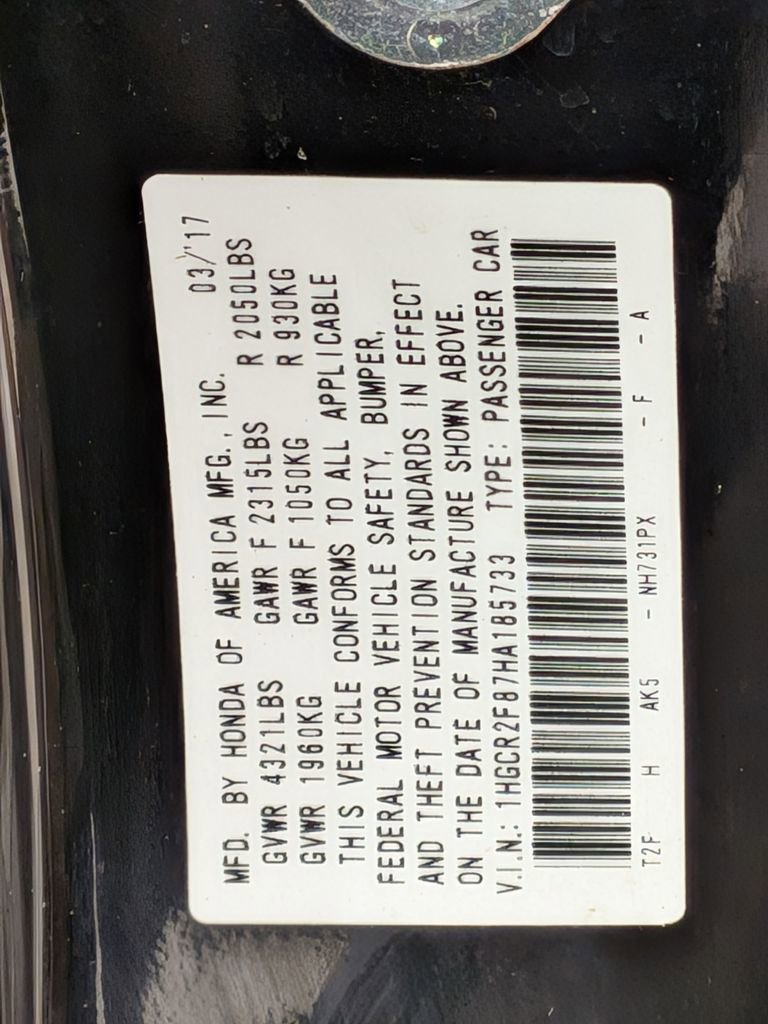 MFD. BY HONDA OF AMERICA MFG., INC. 03/'17
GVWR 4321LBS GAWR F 2315LBS R 2050LBS
GVWR 1960KG GAWR F 1050KG R 930KG
THIS VEHICLE CONFORMS TO ALL APPLICABLE
FEDERAL MOTOR VEHICLE SAFETY, BUMPER,
AND THEFT PREVENTION STANDARDS IN EFFECT
ON THE DATE OF MANUFACTURE SHOWN ABOVE.
V.I.N.: 1HGCR2F87HA185733 TYPE: PASSENGER CAR
T2F H AK5 - NH731PX - F - A